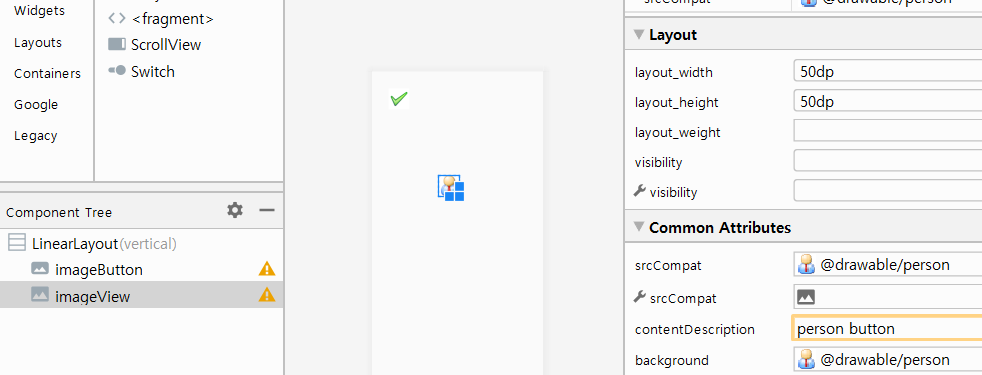 Widgets
Layouts
Containers
Google
Legacy
<fragment>
ScrollView
Switch
Component Tree
LinearLayout(vertical)
imageButton
imageView
srcCompat @drawable/person
Layout
layout_width 50dp
layout_height 50dp
layout_weight
visibility
visibility
Common Attributes
srcCompat @drawable/person
srcCompat
contentDescription person button
background @drawable/person